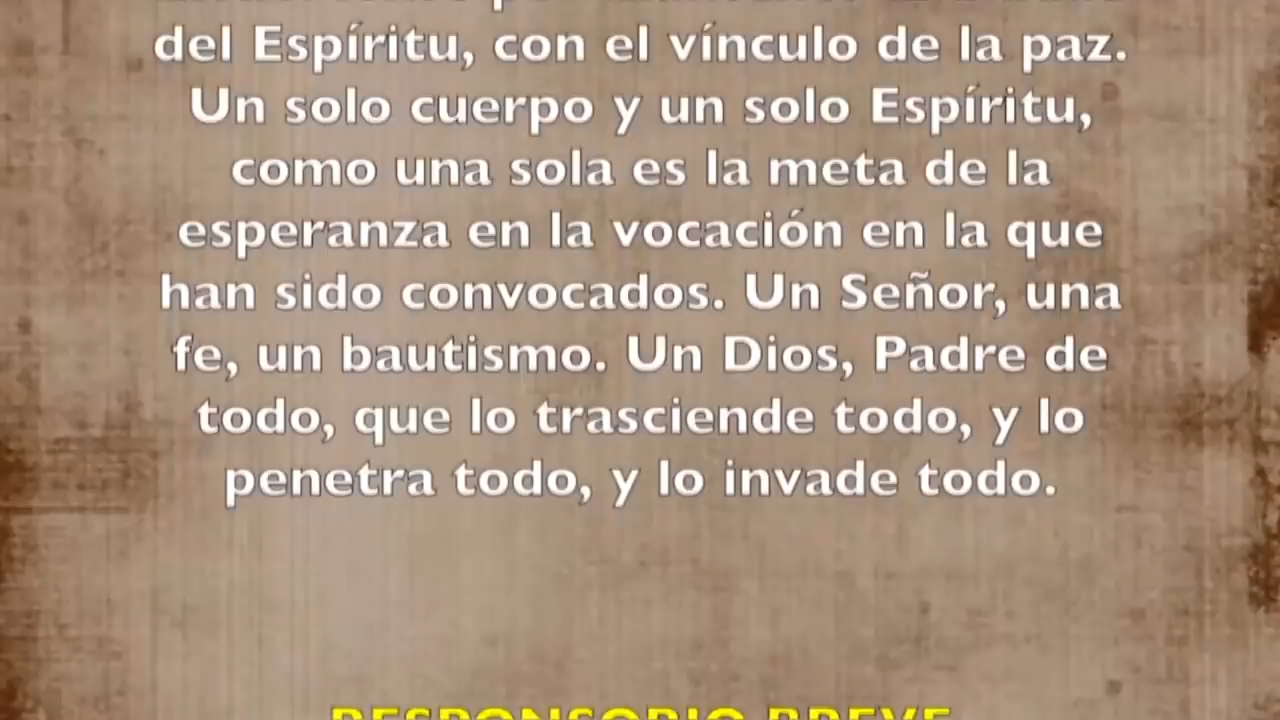 del Espíritu, con el vínculo de la paz.
Un solo cuerpo y un solo Espíritu,
como una sola es la meta de la
esperanza en la vocación en la que
han sido convocados. Un Señor, una
fe, un bautismo. Un Dios, Padre de
todo, que lo trasciende todo, y lo
penetra todo, y lo invade todo.
RESPONSORIO BREVE